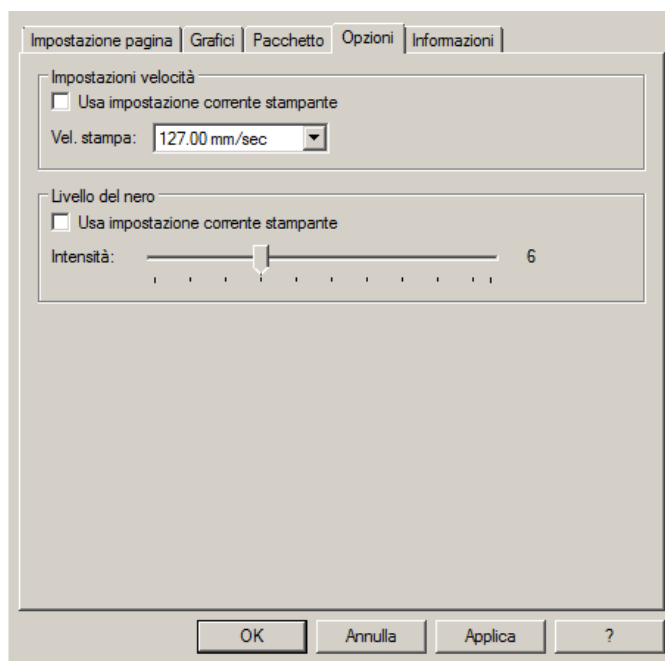 Impostazione pagina Grafici Pacchetto Opzioni Informazioni
Impostazioni velocità
Usa impostazione corrente stampante
Vel. stampa: 127.00 mm/sec
Livello del nero
Usa impostazione corrente stampante
Intensità: 6
OK Annulla Applica ?